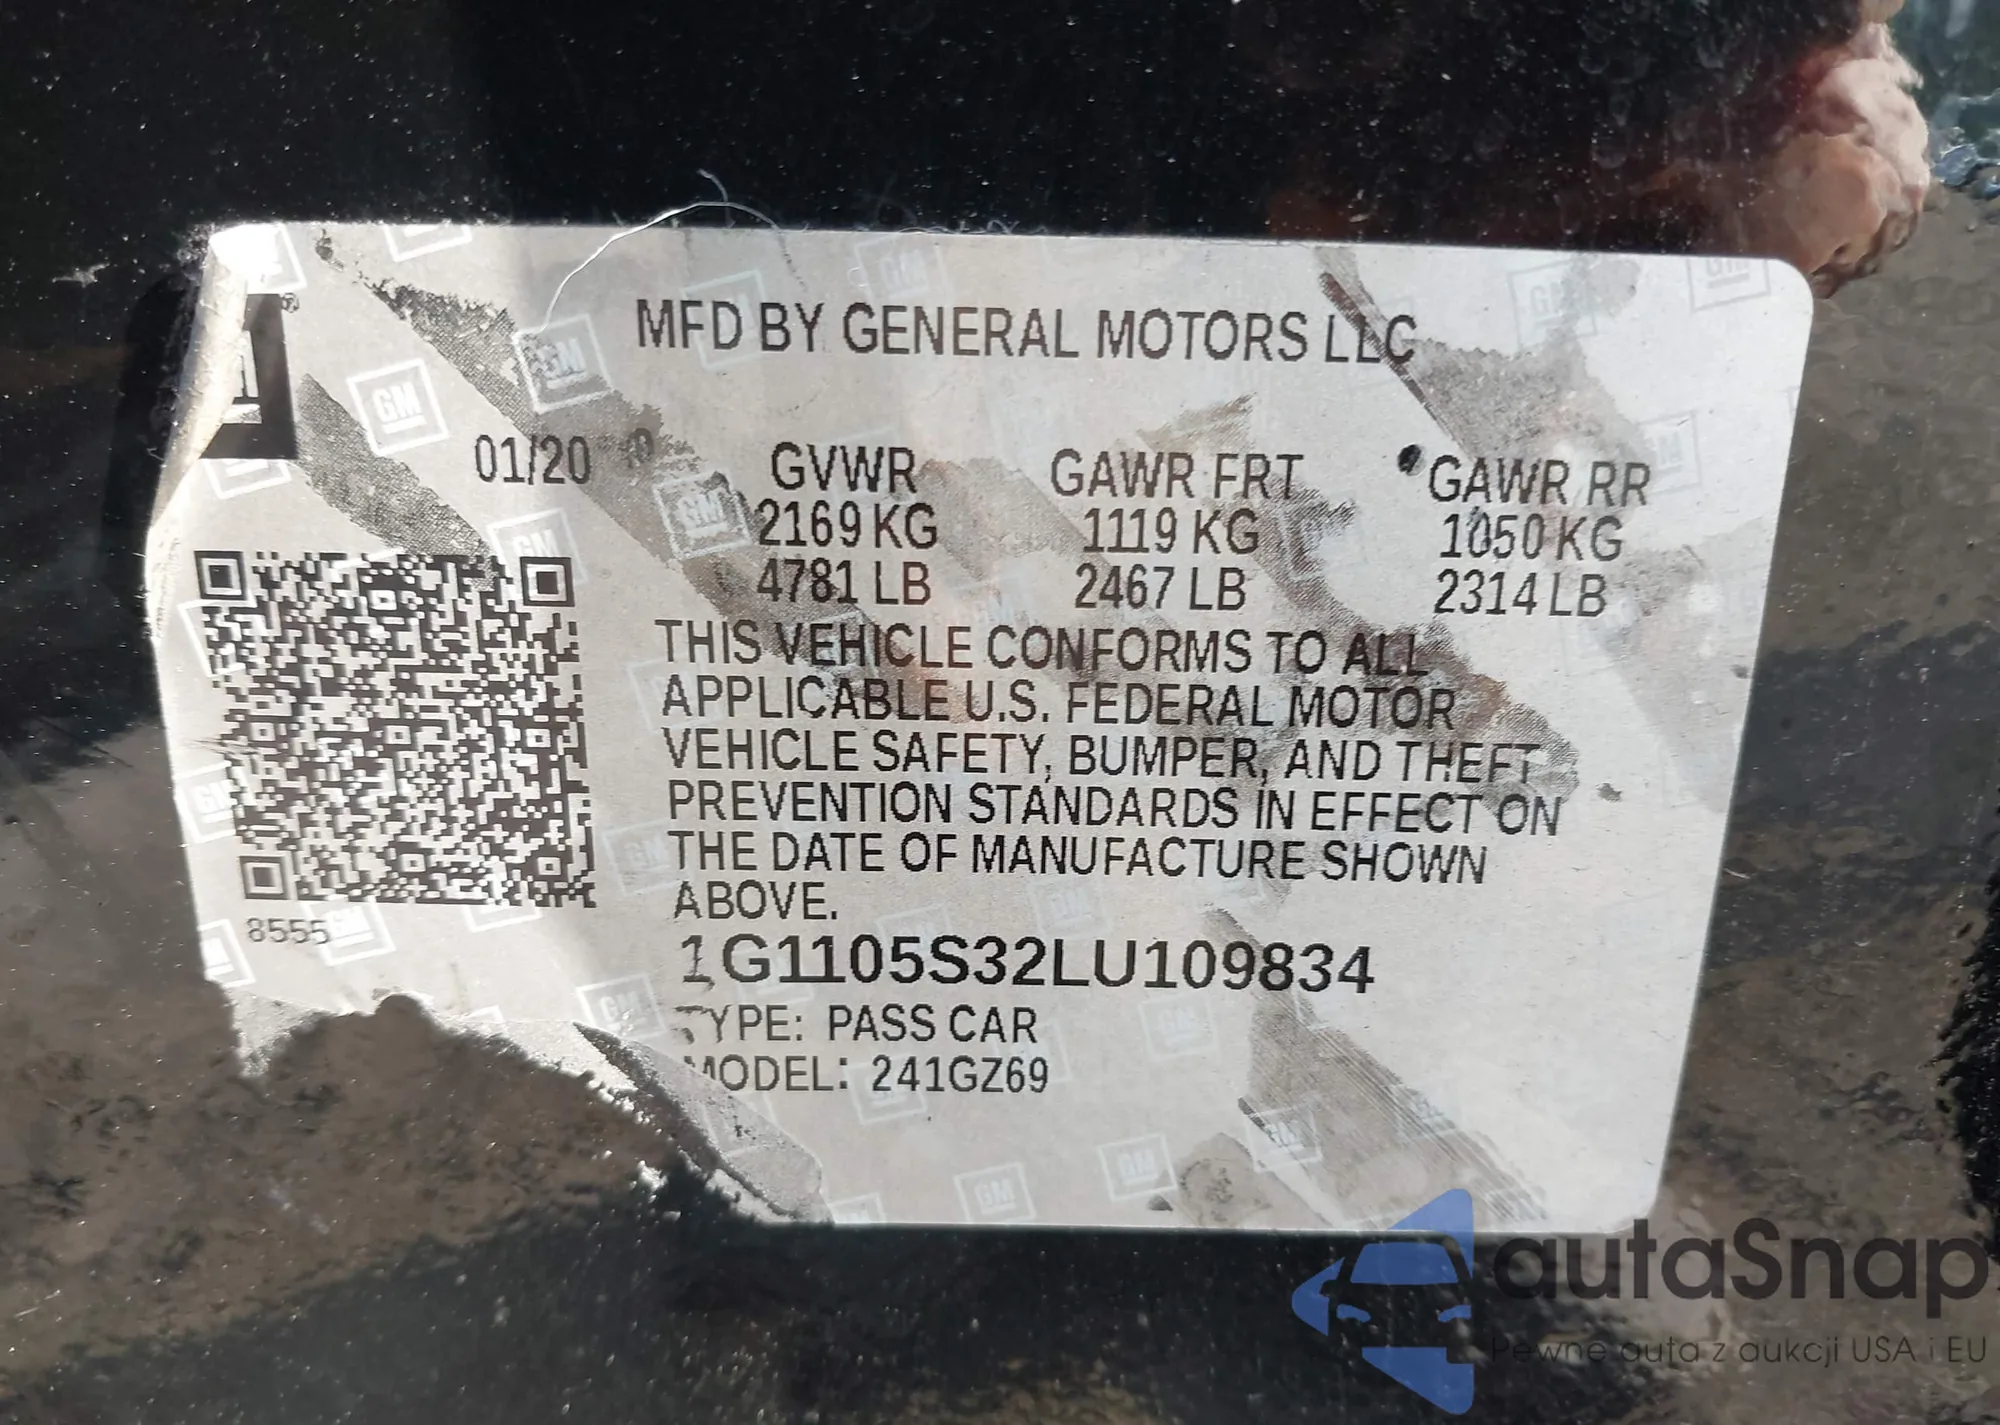 MFD BY GENERAL MOTORS LLC
01/20
GVWR GAWR FRT GAWR RR
2169 KG 1119 KG 1050 KG
4781 LB 2467 LB 2314 LB
THIS VEHICLE CONFORMS TO ALL
APPLICABLE U.S. FEDERAL MOTOR
VEHICLE SAFETY, BUMPER, AND THEFT
PREVENTION STANDARDS IN EFFECT ON
THE DATE OF MANUFACTURE SHOWN
ABOVE.
8555
1G1105S32LU109834
TYPE: PASS CAR
MODEL: 241GZ69
autaSnap
Pewne auta z aukcji USA i EU